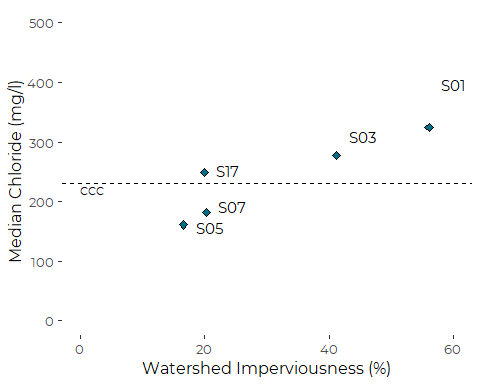 500
400
300
200
100
0
Median Chloride (mg/l)
S01
S03
S17
ccc
S07
S05
0 20 40 60
Watershed Imperviousness (%)